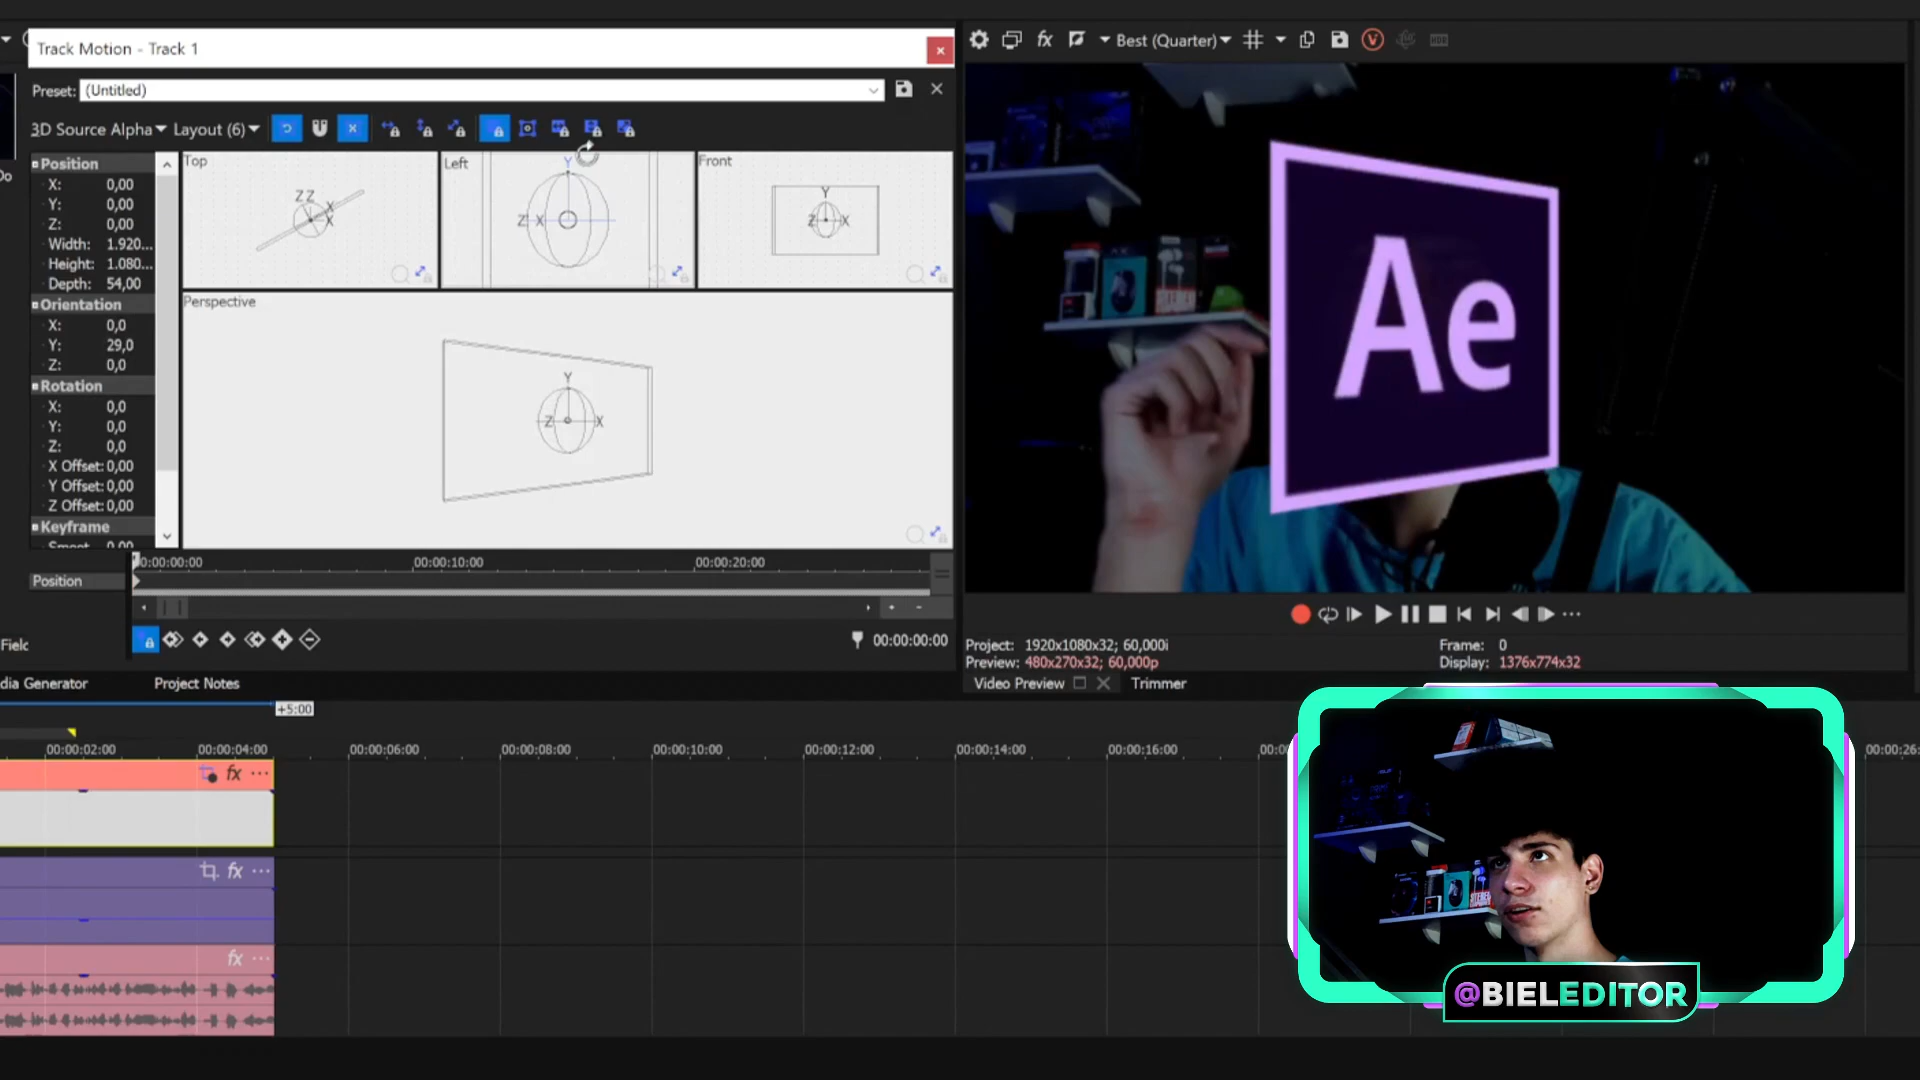 Track Motion - Track 1
Preset: (Untitled)
3D Source Alpha Layout (6)
Position
X: 0,00
Y: 0,00
Z: 0,00
Width: 1.920...
Height: 1.080...
Depth: 54,00
Orientation
X: 0,0
Y: 29,0
Z: 0,0
Rotation
X: 0,0
Y: 0,0
Z: 0,0
X Offset: 0,00
Y Offset: 0,00
Z Offset: 0,00
Keyframe
Top
Z Z
X
X
Left
Y
Z X
Front
Y
Z X
Perspective
Y
Z X
00:00:10:00 00:00:20:00
Position
00:00:00:00
fx Best (Quarter)
Ae
Project: 1920x1080x32; 60,000i
Preview: 480x270x32; 60,000p
Frame: 0
Display: 1376x774x32
Video Preview Trimmer
dia Generator Project Notes
+5:00
00:00:02:00 00:00:04:00 00:00:06:00 00:00:08:00 00:00:10:00 00:00:12:00 00:00:14:00 00:00:16:00 00:00:26:
fx ...
fx ...
fx ...
@BIELEDITOR